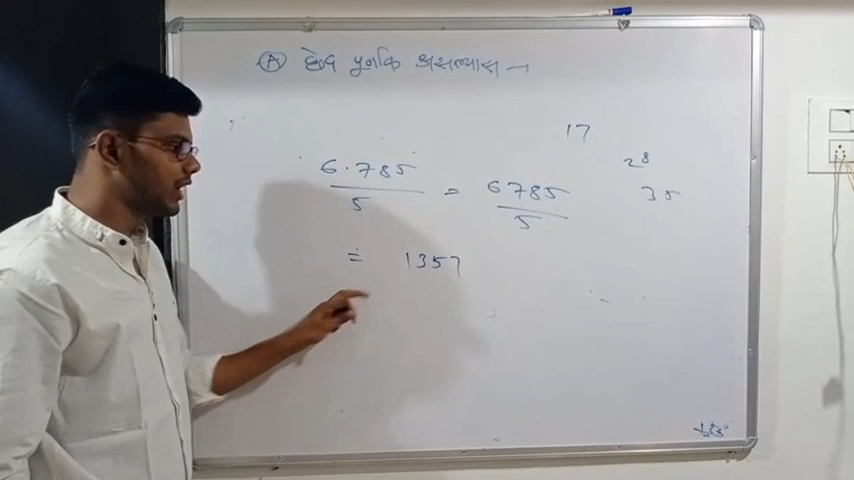 (A) छेद पूर्णांक असल्यास →
17
6.785 / 5 = 6785 / 5
28
35
= 1357